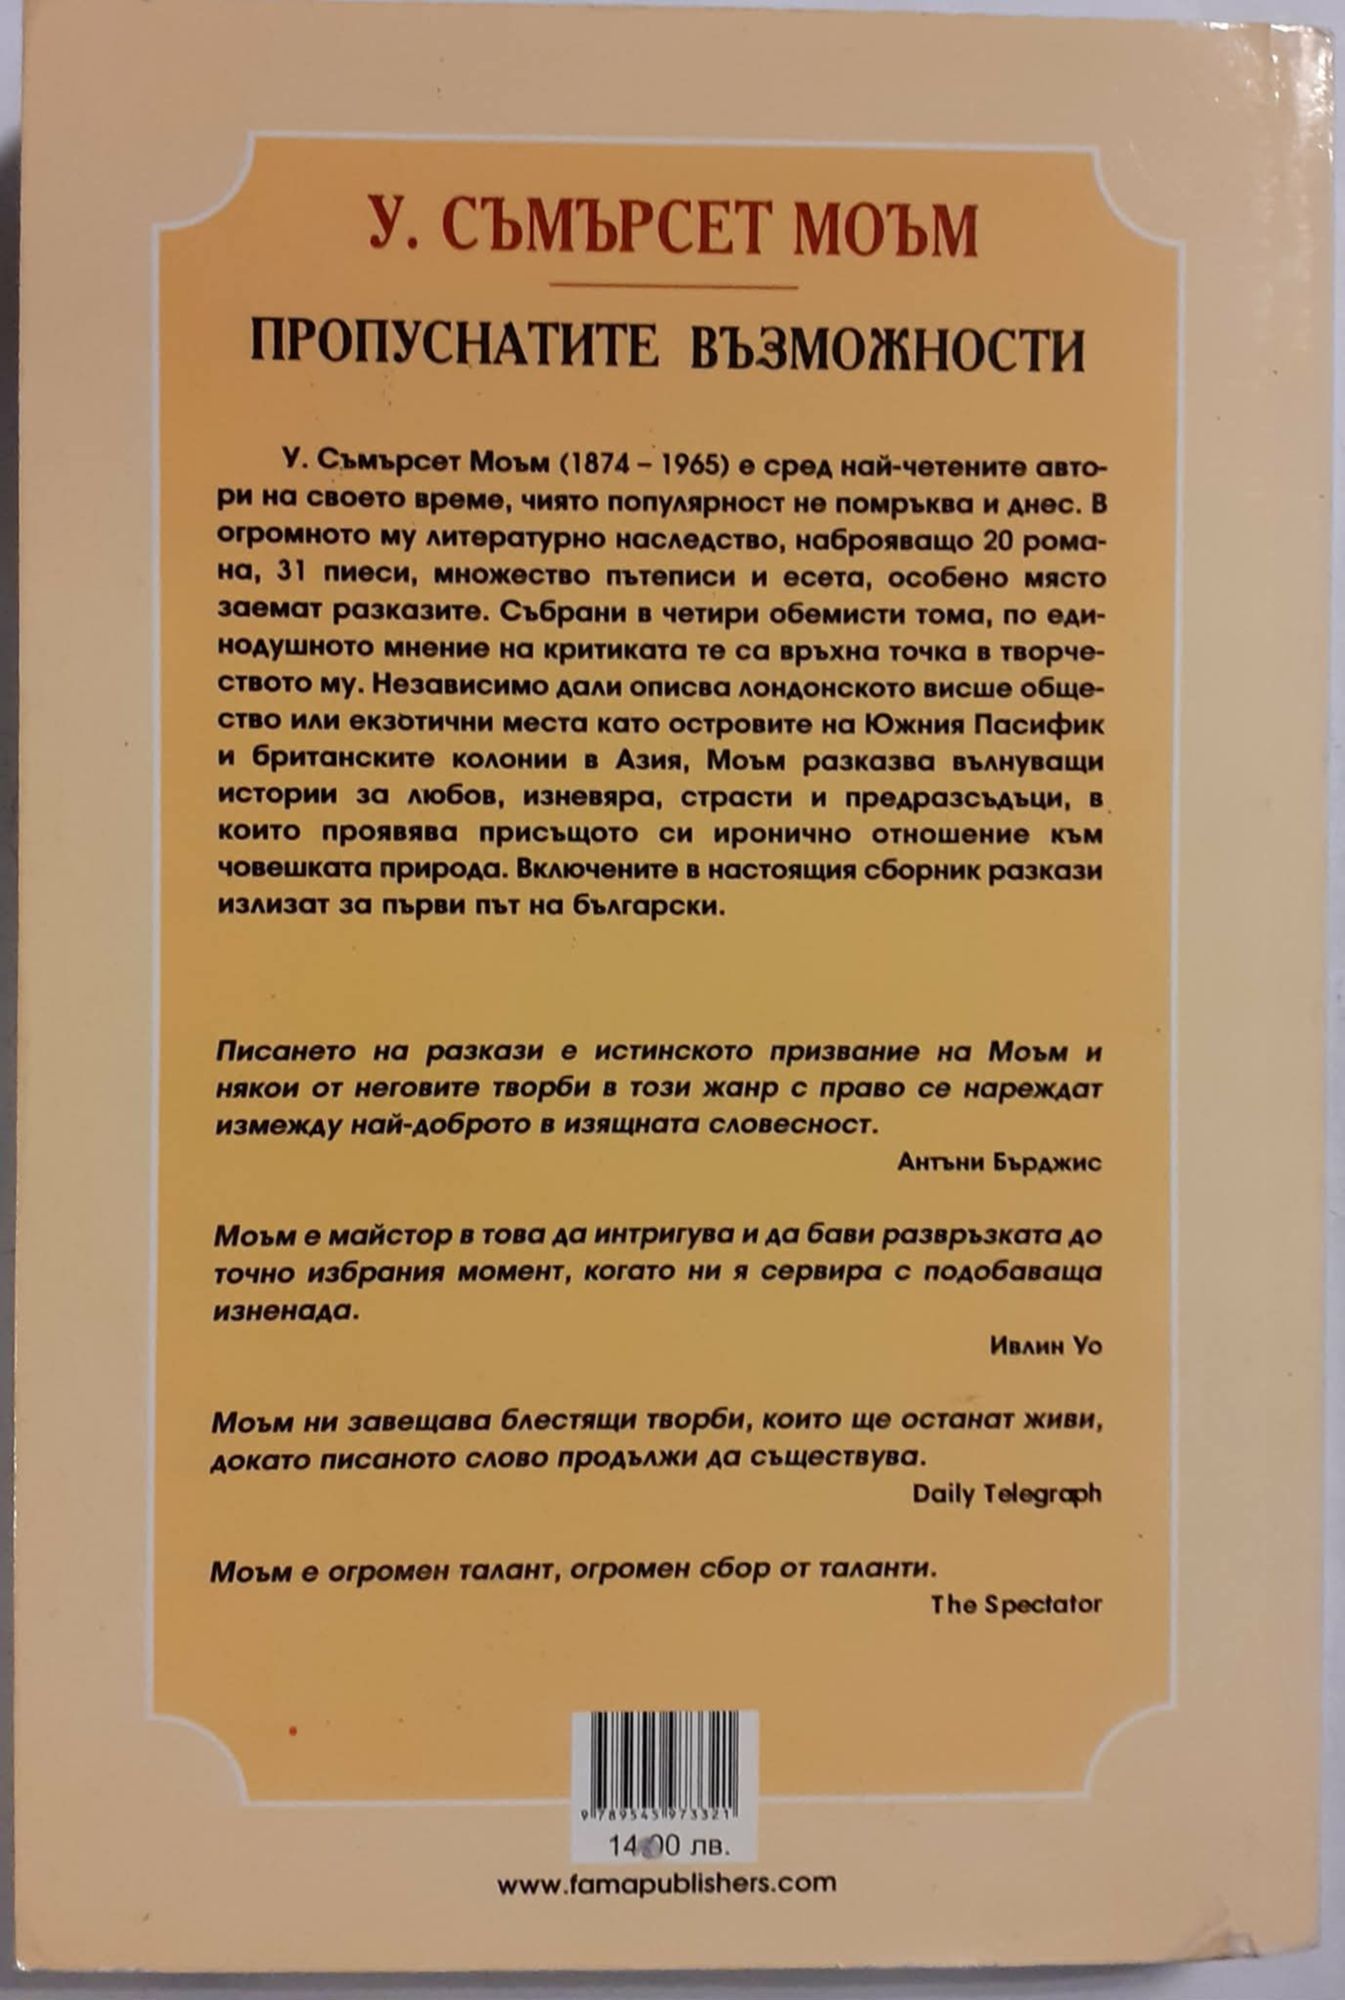 У. СЪМЪРСЕТ МОЪМ
ПРОПУСНАТИТЕ ВЪЗМОЖНОСТИ
У. Съмърсет Моъм (1874 – 1965) е сред най-четените авто-
ри на своето време, чиято популярност не помръква и днес. В
огромното му литературно наследство, наброяващо 20 рома-
на, 31 пиеси, множество пътеписи и есета, особено място
заемат разказите. Събрани в четири обемисти тома, по еди-
нодушното мнение на критиката те са връхна точка в творче-
ството му. Независимо дали описва лондонското висше обще-
ство или екзотични места като островите на Южния Пасифик
и британските колонии в Азия, Моъм разказва вълнуващи
истории за любов, изневяра, страсти и предразсъдъци, в
които проявява присъщото си иронично отношение към
човешката природа. Включените в настоящия сборник разкази
излизат за първи път на български.
Писането на разкази е истинското призвание на Моъм и
някои от неговите творби в този жанр с право се нареждат
измежду най-доброто в изящната словесност.
Антъни Бърджис
Моъм е майстор в това да интригува и да бави развръзката до
точно избрания момент, когато ни я сервира с подобаваща
изненада.
Ивлин Уо
Моъм ни завещава блестящи творби, които ще останат живи,
докато писаното слово продължи да съществува.
Daily Telegraph
Моъм е огромен талант, огромен сбор от таланти.
The Spectator
9 789545 973321
14.00 лв.
www.famapublishers.com